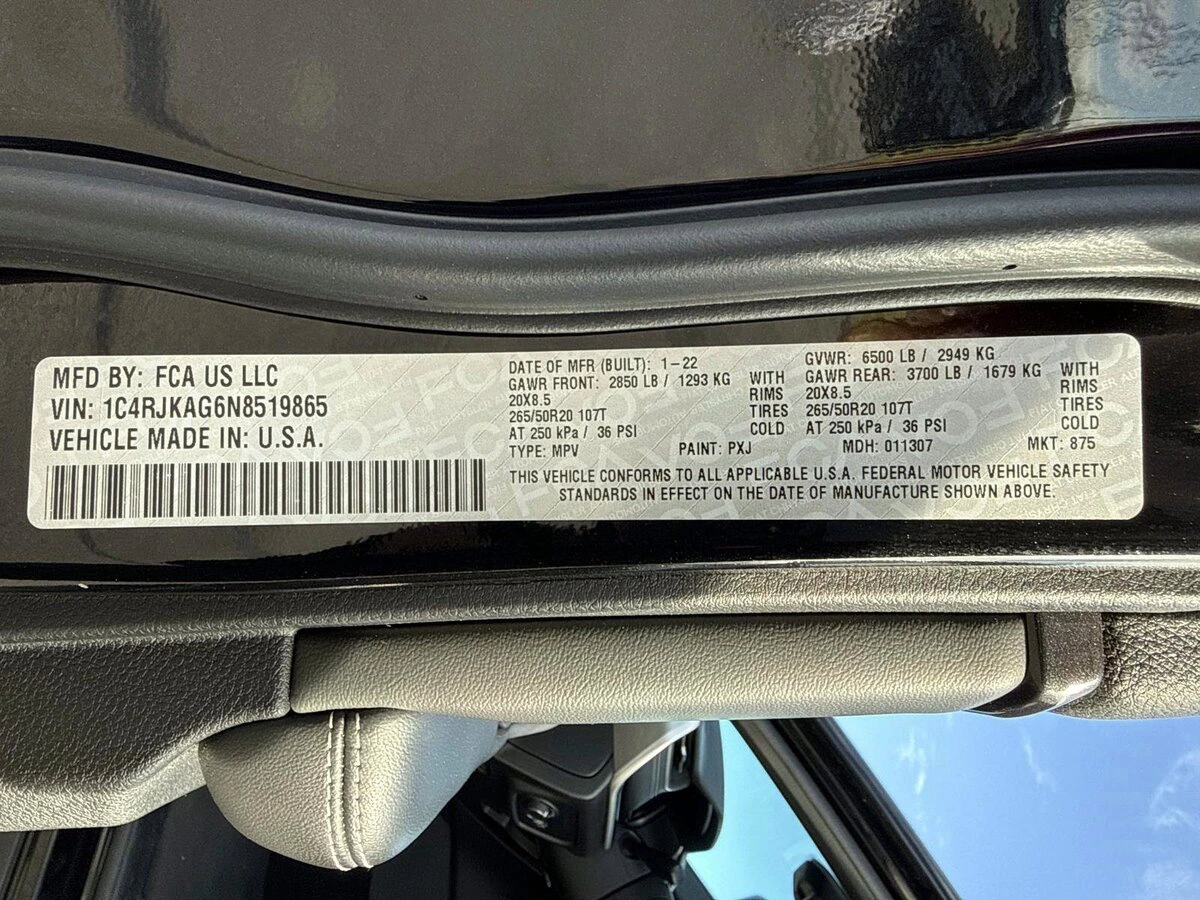 MFD BY: FCA US LLC
VIN: 1C4RJKAG6N8519865
VEHICLE MADE IN: U.S.A.
DATE OF MFR (BUILT): 1-22
GAWR FRONT: 2850 LB / 1293 KG
20X8.5
265/50R20 107T
AT 250 kPa / 36 PSI
WITH
RIMS
TIRES
COLD
GVWR: 6500 LB / 2949 KG
GAWR REAR: 3700 LB / 1679 KG
20X8.5
265/50R20 107T
AT 250 kPa / 36 PSI
WITH
RIMS
TIRES
COLD
TYPE: MPV PAINT: PXJ MDH: 011307 MKT: 875
THIS VEHICLE CONFORMS TO ALL APPLICABLE U.S.A. FEDERAL MOTOR VEHICLE SAFETY
STANDARDS IN EFFECT ON THE DATE OF MANUFACTURE SHOWN ABOVE.